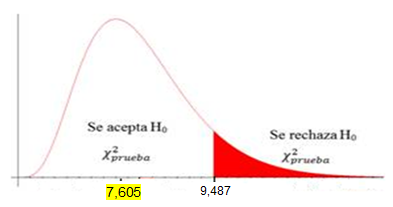 Se acepta H₀
χ²prueba
Se rechaza H₀
χ²prueba
7,605
9,487